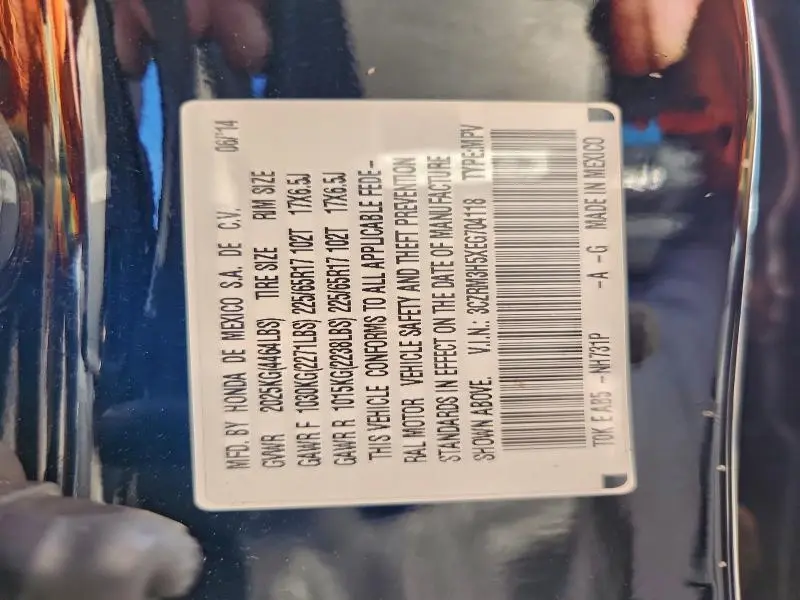 MFD. BY HONDA DE MEXICO S.A. DE C.V. 06/'14
GVWR 2025KG(4464LBS) TIRE SIZE RIM SIZE
GAWR F 1030KG(2271LBS) 225/65R17 102T 17X6.5J
GAWR R 1015KG(2238LBS) 225/65R17 102T 17X6.5J
THIS VEHICLE CONFORMS TO ALL APPLICABLE FEDE-
RAL MOTOR VEHICLE SAFETY AND THEFT PREVENTION
STANDARDS IN EFFECT ON THE DATE OF MANUFACTURE
SHOWN ABOVE. V.I.N.: 3CZRM3H5XEG704118 TYPE:MPV
T0K E AB5 -NH731P -A -G MADE IN MEXICO